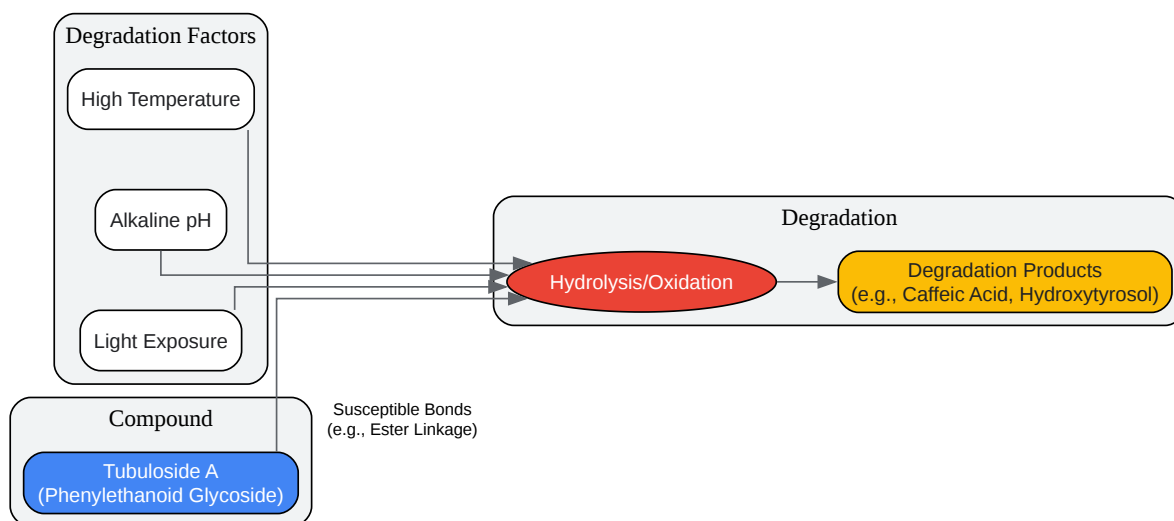 Degradation Factors
High Temperature
Alkaline pH
Light Exposure
Compound
Tubuloside A
(Phenylethanoid Glycoside)
Susceptible Bonds
(e.g., Ester Linkage)
Degradation
Hydrolysis/Oxidation
Degradation Products
(e.g., Caffeic Acid, Hydroxytyrosol)